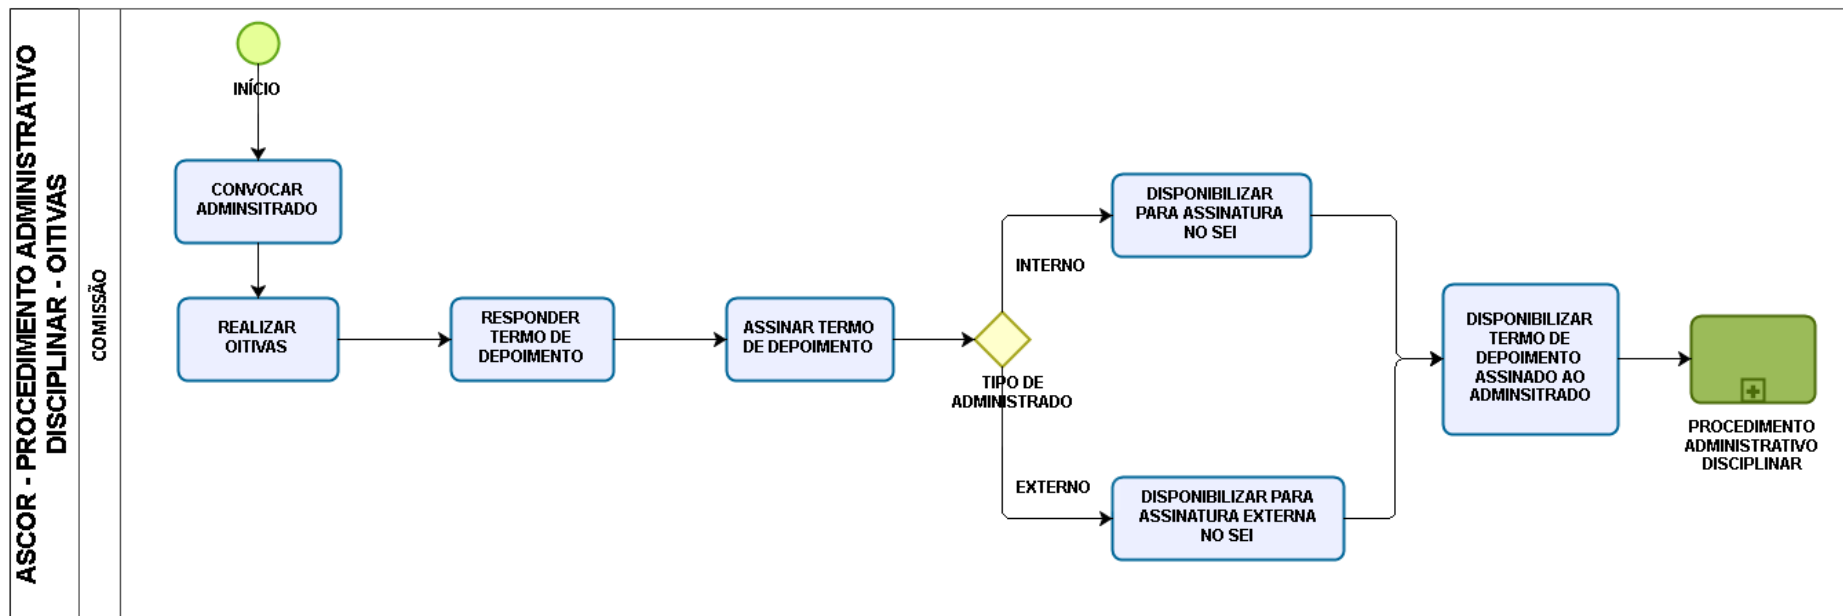 ASCOR - PROCEDIMENTO ADMINISTRATIVO
DISCIPLINAR - OITIVAS
COMISSÃO
INÍCIO
CONVOCAR
ADMINSITRADO
REALIZAR
OITIVAS
RESPONDER
TERMO DE
DEPOIMENTO
ASSINAR TERMO
DE DEPOIMENTO
TIPO DE
ADMINISTRADO
INTERNO
DISPONIBILIZAR
PARA ASSINATURA
NO SEI
EXTERNO
DISPONIBILIZAR PARA
ASSINATURA EXTERNA
NO SEI
DISPONIBILIZAR
TERMO DE
DEPOIMENTO
ASSINADO AO
ADMINSITRADO
PROCEDIMENTO
ADMINISTRATIVO
DISCIPLINAR